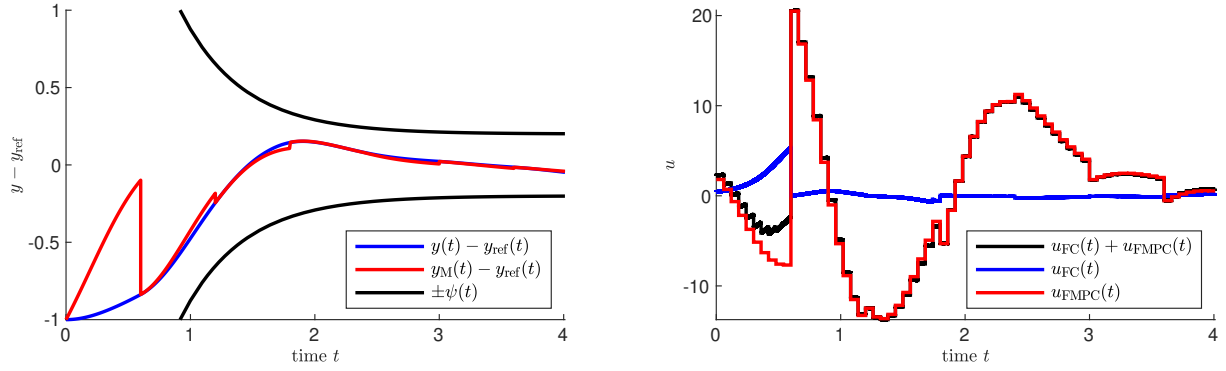 1
0.5
0
-0.5
-1
y − y_ref
0 1 2 3 4
time t
y(t) − y_ref(t)
y_M(t) − y_ref(t)
±ψ(t)
20
10
0
-10
u
0 1 2 3 4
time t
u_FC(t) + u_FMPC(t)
u_FC(t)
u_FMPC(t)